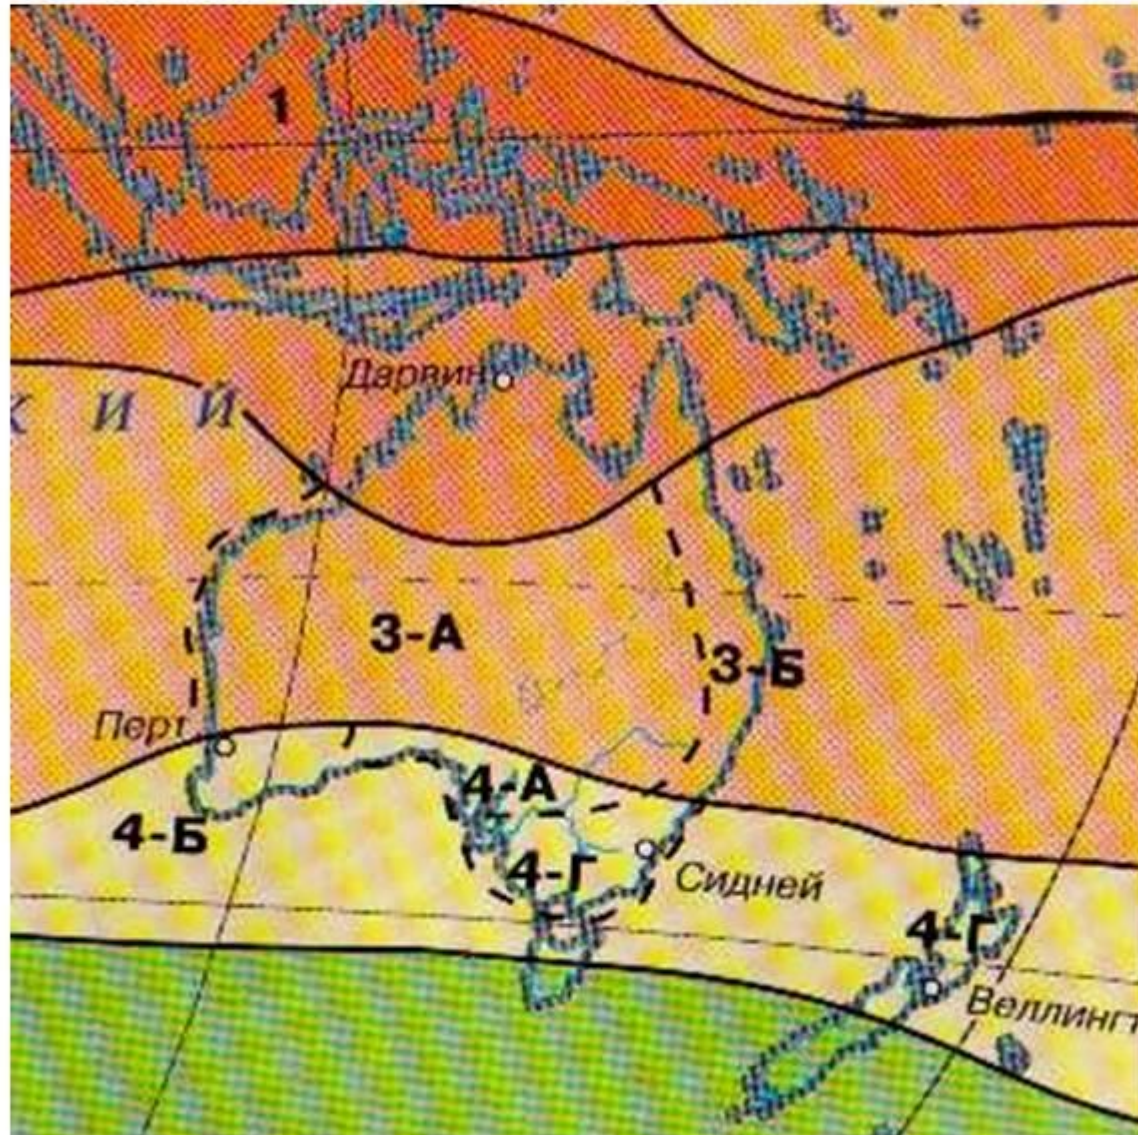 1
Дарвин
К И Й
3-А
3-Б
Перт
4-А
4-Б
4-Г
Сидней
4-Г
Веллингт